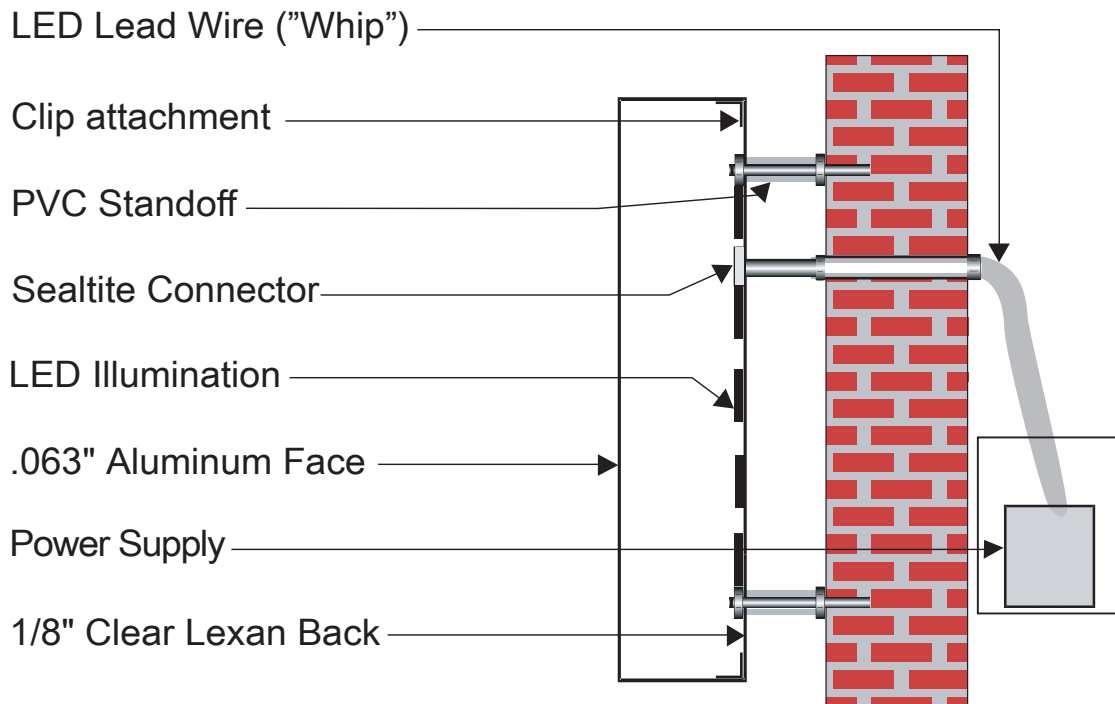 LED Lead Wire (”Whip”)
Clip attachment
PVC Standoff
Sealtite Connector
LED Illumination
.063" Aluminum Face
Power Supply
1/8" Clear Lexan Back